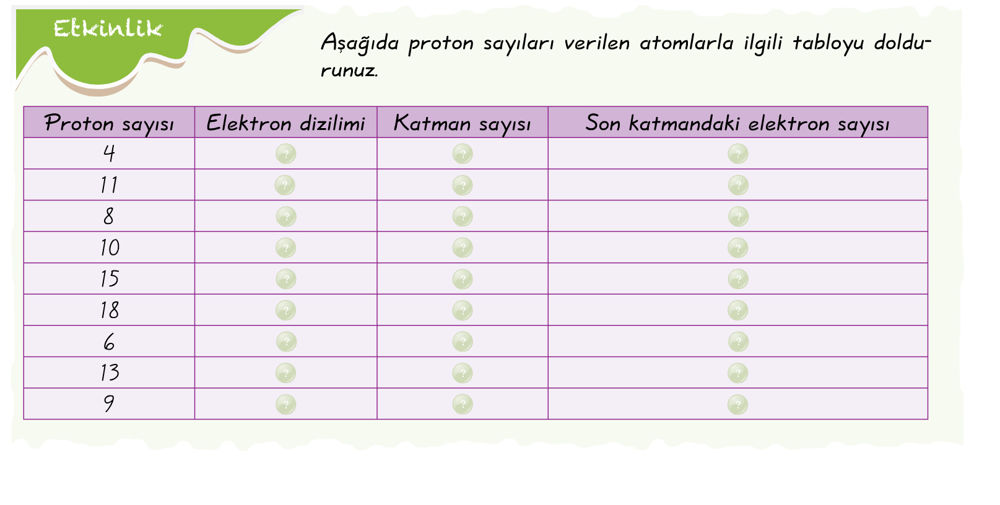 Etkinlik
Aşağıda proton sayıları verilen atomlarla ilgili tabloyu doldu-
runuz.
Proton sayısı Elektron dizilimi Katman sayısı Son katmandaki elektron sayısı
4 ? ? ?
11 ? ? ?
8 ? ? ?
10 ? ? ?
15 ? ? ?
18 ? ? ?
6 ? ? ?
13 ? ? ?
9 ? ? ?